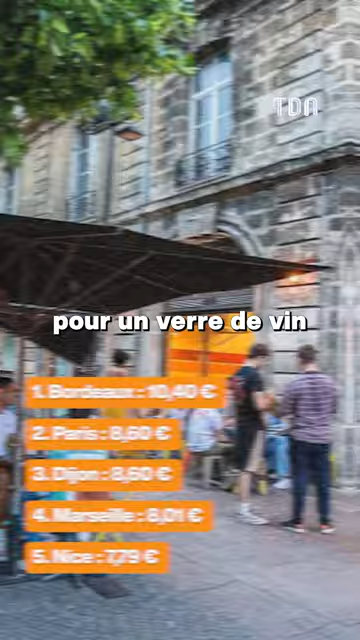 TDN
pour un verre de vin
1. Bordeaux : 10,40 €
2. Paris : 8,60 €
3. Dijon : 8,60 €
4. Marseille : 8,01 €
5. Nice : 7,79 €